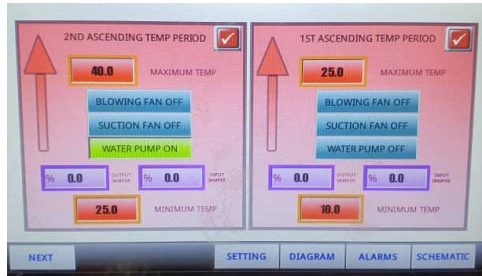 2ND ASCENDING TEMP PERIOD
40.0 MAXIMUM TEMP
BLOWING FAN OFF
SUCTION FAN OFF
WATER PUMP ON
% 0.0 OUTPUT DAMPER % 0.0 INPUT DAMPER
25.0 MINIMUM TEMP
1ST ASCENDING TEMP PERIOD
25.0 MAXIMUM TEMP
BLOWING FAN OFF
SUCTION FAN OFF
WATER PUMP OFF
% 0.0 OUTPUT DAMPER % 0.0 INPUT DAMPER
10.0 MINIMUM TEMP
NEXT SETTING DIAGRAM ALARMS SCHEMATIC